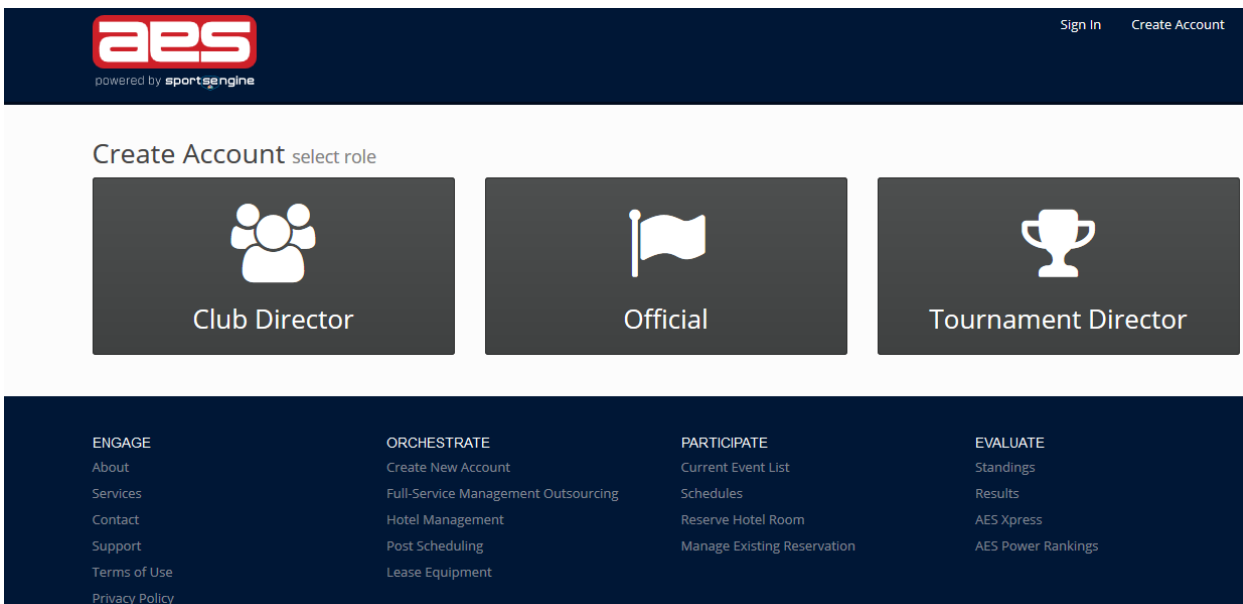 aes
Sign In Create Account
powered by sportsengine
Create Account select role
Club Director
Official
Tournament Director
ENGAGE
About
Services
Contact
Support
Terms of Use
Privacy Policy
ORCHESTRATE
Create New Account
Full-Service Management Outsourcing
Hotel Management
Post Scheduling
Lease Equipment
PARTICIPATE
Current Event List
Schedules
Reserve Hotel Room
Manage Existing Reservation
EVALUATE
Standings
Results
AES Xpress
AES Power Rankings